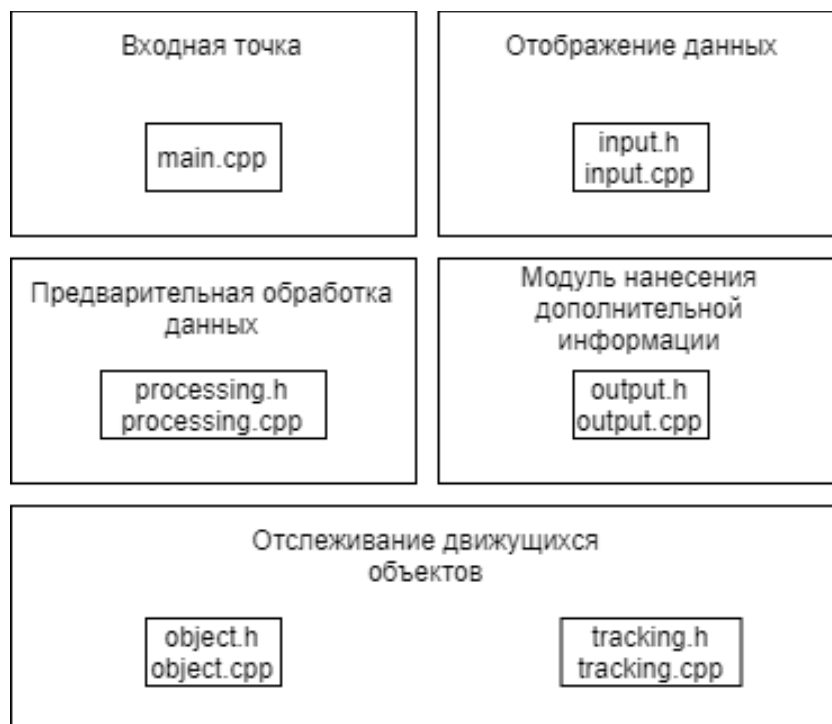 Входная точка
main.cpp
Отображение данных
input.h
input.cpp
Предварительная обработка
данных
processing.h
processing.cpp
Модуль нанесения
дополнительной
информации
output.h
output.cpp
Отслеживание движущихся
объектов
object.h
object.cpp
tracking.h
tracking.cpp